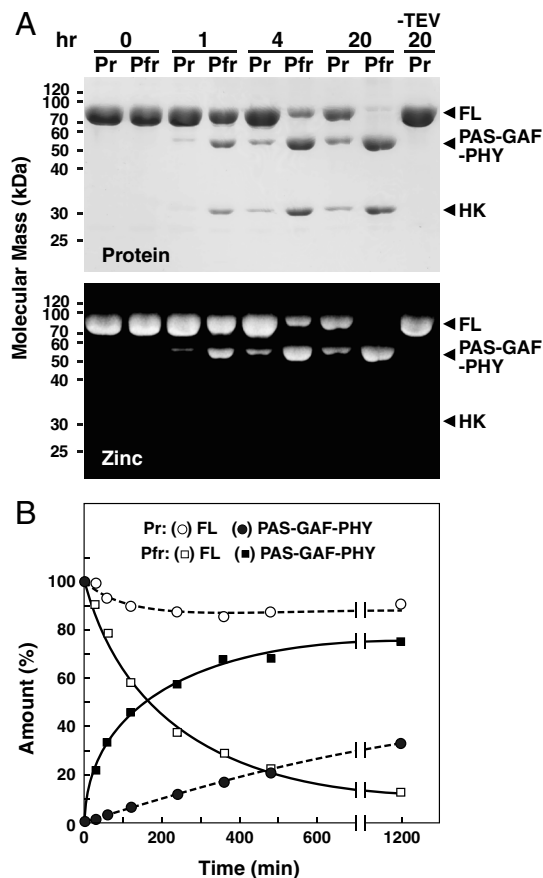 A
-TEV
hr 0 1 4 20 20
Pr Pfr Pr Pfr Pr Pfr Pr Pfr Pr
120
100
70
60
50
40
30
25
FL
PAS-GAF
-PHY
HK
Protein
Molecular Mass (kDa)
120
100
70
60
50
40
30
25
FL
PAS-GAF
-PHY
HK
Zinc
B
Pr: (○) FL (●) PAS-GAF-PHY
Pfr: (□) FL (■) PAS-GAF-PHY
Amount (%)
100
80
60
40
20
0
0 200 400 600 1200
Time (min)